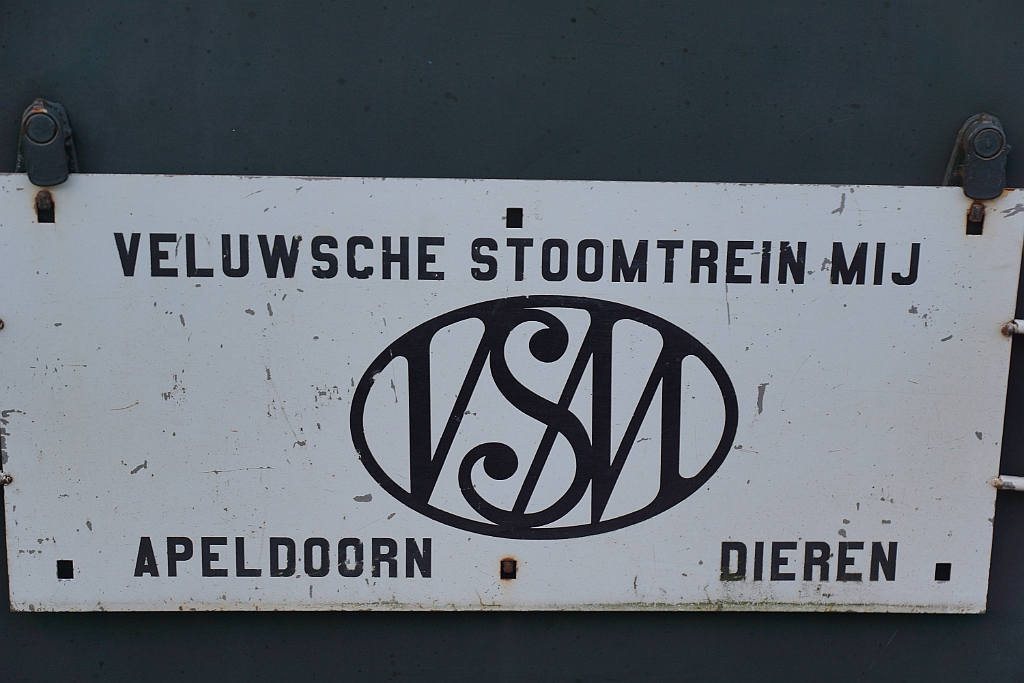 VELUWSCHE STOOMTREIN MIJ
VSM
APELDOORN DIEREN